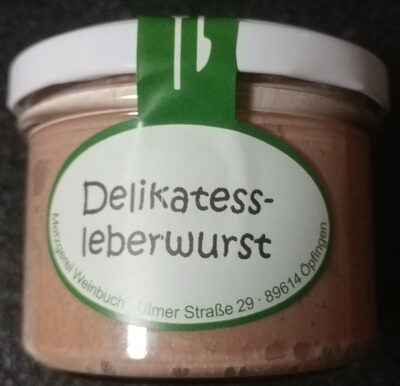 Delikatess-
leberwurst
Metzgerei Weinbuch Ulmer Straße 29 · 89614 Öpfingen